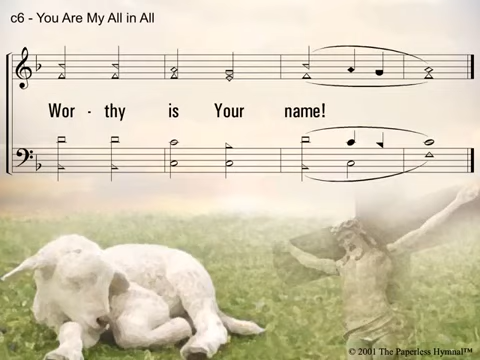 c6 - You Are My All in All
Wor - thy is Your name!
© 2001 The Paperless Hymnal™